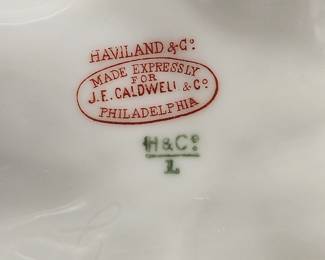 HAVILAND & Co
MADE EXPRESSLY
FOR
J.E. CALDWELL & Co
PHILADELPHIA
H & Co
L